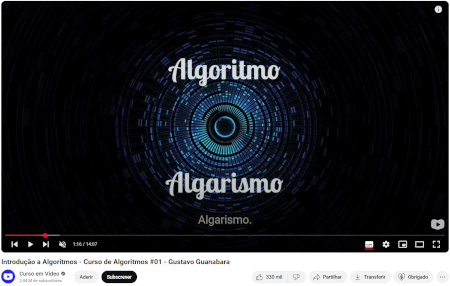 Algoritmo
Algarismo
Algarismo.
1:16 / 14:07
Introdução a Algoritmos - Curso de Algoritmos #01 - Gustavo Guanabara
Curso em Vídeo
2,44 M de subscritores
Aderir
Subscrever
330 mil
Partilhar
Transferir
Obrigado